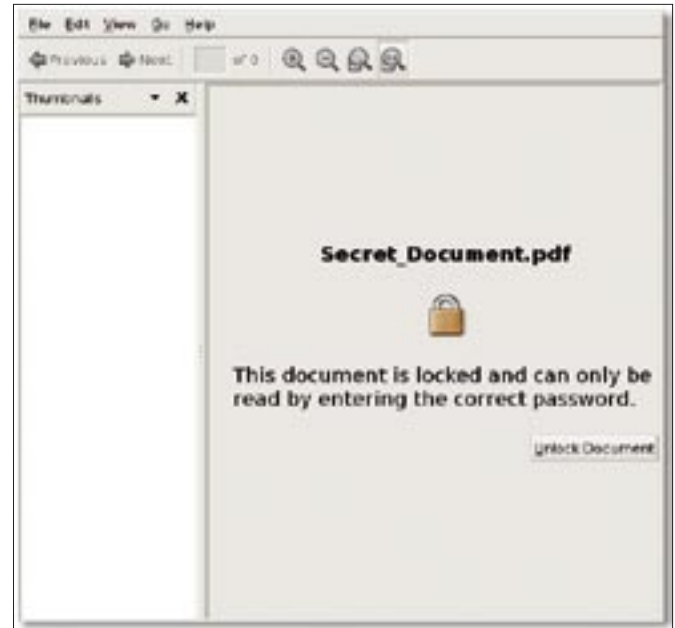 File Edit View Go Help
Previous Next of 0
Thumbnails
Secret_Document.pdf
This document is locked and can only be
read by entering the correct password.
Unlock Document